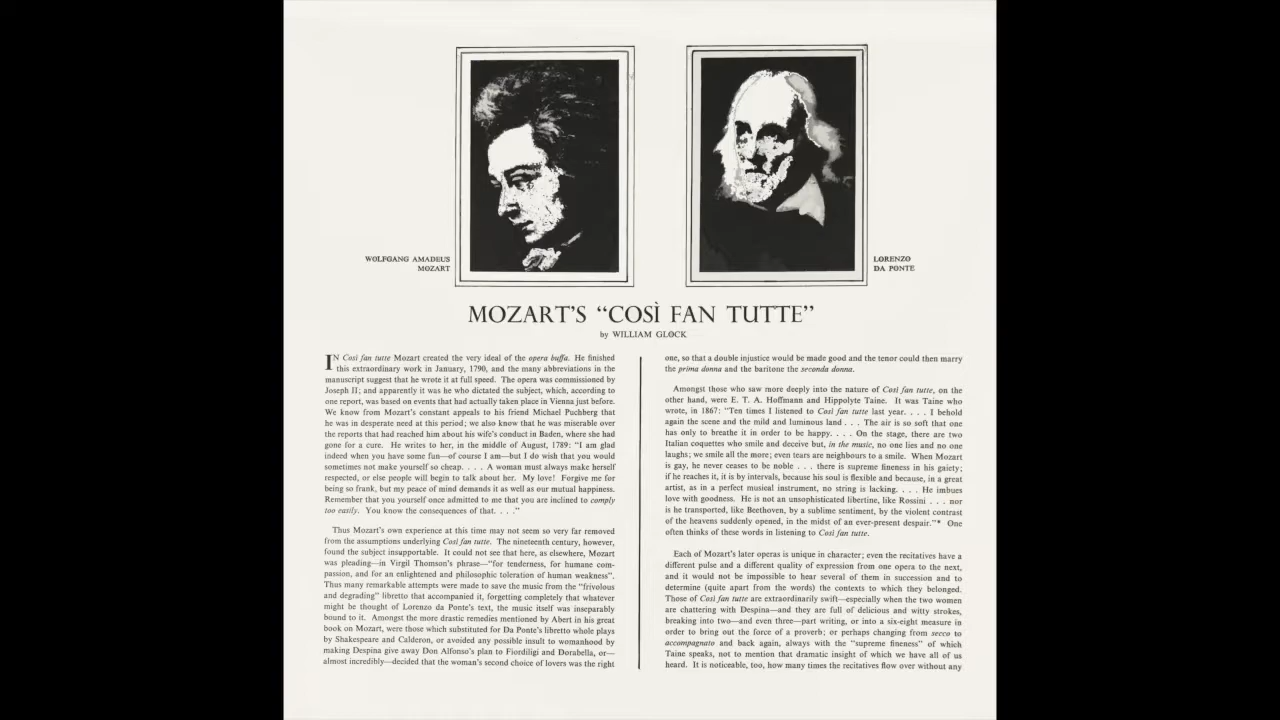 WOLFGANG AMADEUS
MOZART
LORENZO
DA PONTE
MOZART'S “COSÌ FAN TUTTE”
by WILLIAM GLOCK
IN Così fan tutte Mozart created the very ideal of the opera buffa. He finished
this extraordinary work in January, 1790, and the many abbreviations in the
manuscript suggest that he wrote it at full speed. The opera was commissioned by
Joseph II; and apparently it was he who dictated the subject, which, according to
one report, was based on events that had actually taken place in Vienna just before.
We know from Mozart's constant appeals to his friend Michael Puchberg that
he was in desperate need at this period; we also know that he was miserable over
the reports that had reached him about his wife's conduct in Baden, where she had
gone for a cure. He writes to her, in the middle of August, 1789: “I am glad
indeed when you have some fun—of course I am—but I do wish that you would
sometimes not make yourself so cheap. . . . A woman must always make herself
respected, or else people will begin to talk about her. My love! Forgive me for
being so frank, but my peace of mind demands it as well as our mutual happiness.
Remember that you yourself once admitted to me that you are inclined to comply
too easily. You know the consequences of that. . . .”
Thus Mozart's own experience at this time may not seem so very far removed
from the assumptions underlying Così fan tutte. The nineteenth century, however,
found the subject insupportable. It could not see that here, as elsewhere, Mozart
was pleading—in Virgil Thomson's phrase—“for tenderness, for humane com-
passion, and for an enlightened and philosophic toleration of human weakness”.
Thus many remarkable attempts were made to save the music from the “frivolous
and degrading” libretto that accompanied it, forgetting completely that whatever
might be thought of Lorenzo da Ponte's text, the music itself was inseparably
bound to it. Amongst the more drastic remedies mentioned by Abert in his great
book on Mozart, were those which substituted for Da Ponte's libretto whole plays
by Shakespeare and Calderon, or avoided any possible insult to womanhood by
making Despina give away Don Alfonso's plan to Fiordiligi and Dorabella, or—
almost incredibly—decided that the woman's second choice of lovers was the right
one, so that a double injustice would be made good and the tenor could then marry
the prima donna and the baritone the seconda donna.
Amongst those who saw more deeply into the nature of Così fan tutte, on the
other hand, were E. T. A. Hoffmann and Hippolyte Taine. It was Taine who
wrote, in 1867: “Ten times I listened to Così fan tutte last year. . . . I behold
again the scene and the mild and luminous land . . . The air is so soft that one
has only to breathe it in order to be happy. . . . On the stage, there are two
Italian coquettes who smile and deceive but, in the music, no one lies and no one
laughs; we smile all the more; even tears are neighbours to a smile. When Mozart
is gay, he never ceases to be noble . . . there is supreme fineness in his gaiety;
if he reaches it, it is by intervals, because his soul is flexible and because, in a great
artist, as in a perfect musical instrument, no string is lacking. . . . He imbues
love with goodness. He is not an unsophisticated libertine, like Rossini . . . nor
is he transported, like Beethoven, by a sublime sentiment, by the violent contrast
of the heavens suddenly opened, in the midst of an ever-present despair.”* One
often thinks of these words in listening to Così fan tutte.
Each of Mozart's later operas is unique in character; even the recitatives have a
different pulse and a different quality of expression from one opera to the next,
and it would not be impossible to hear several of them in succession and to
determine (quite apart from the words) the contexts to which they belonged.
Those of Così fan tutte are extraordinarily swift—especially when the two women
are chattering with Despina—and they are full of delicious and witty strokes,
breaking into two—and even three—part writing, or into a six-eight measure in
order to bring out the force of a proverb; or perhaps changing from secco to
accompagnato and back again, always with the “supreme fineness” of which
Taine speaks, not to mention that dramatic insight of which we have all of us
heard. It is noticeable, too, how many times the recitatives flow over without any